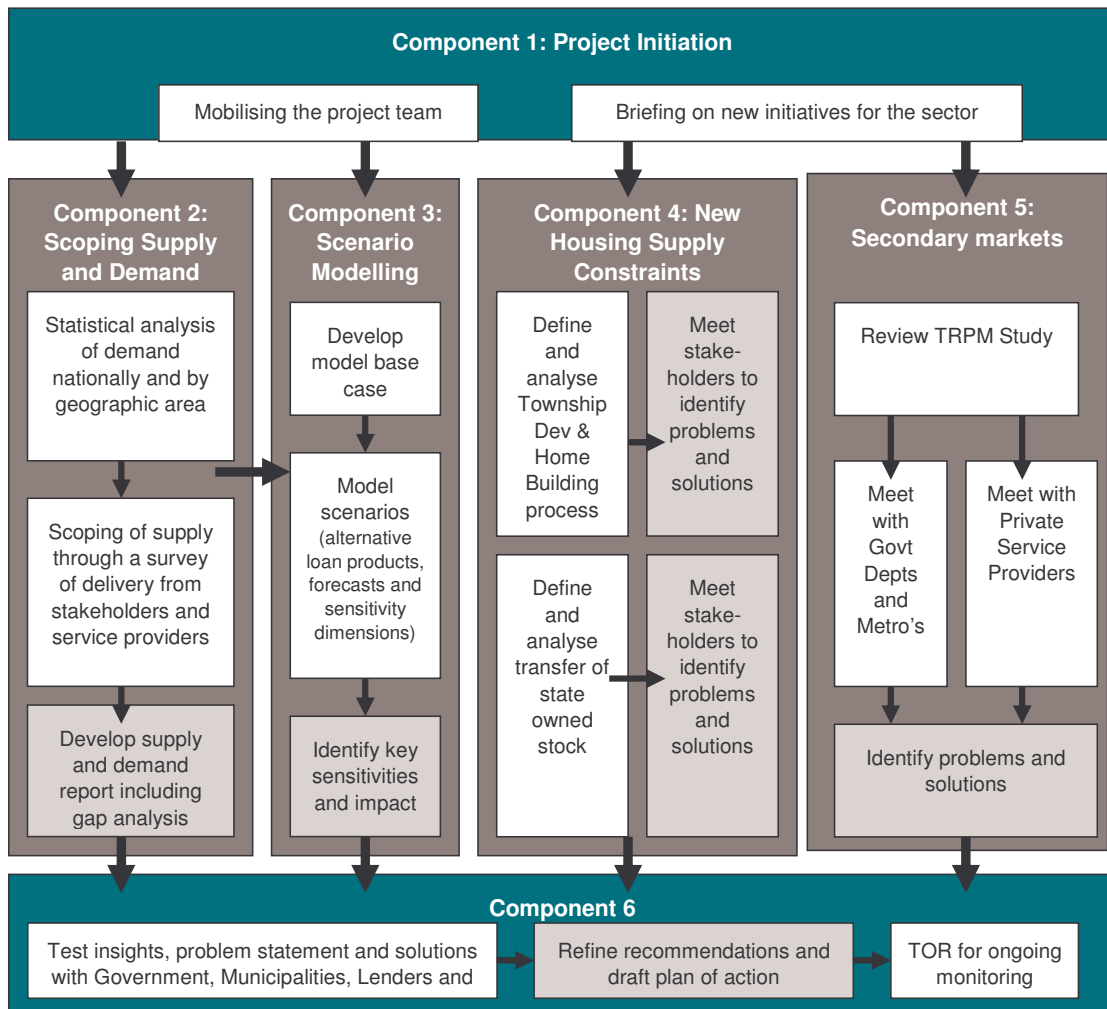 Component 1: Project Initiation
Mobilising the project team
Briefing on new initiatives for the sector
Component 2:
Scoping Supply
and Demand
Statistical analysis
of demand
nationally and by
geographic area
Scoping of supply
through a survey
of delivery from
stakeholders and
service providers
Develop supply
and demand
report including
gap analysis
Component 3:
Scenario
Modelling
Develop
model base
case
Model
scenarios
(alternative
loan products,
forecasts and
sensitivity
dimensions)
Identify key
sensitivities
and impact
Component 4: New
Housing Supply
Constraints
Define
and
analyse
Township
Dev &
Home
Building
process
Meet
stake-
holders to
identify
problems
and
solutions
Define
and
analyse
transfer of
state
owned
stock
Meet
stake-
holders to
identify
problems
and
solutions
Component 5:
Secondary markets
Review TRPM Study
Meet
with
Govt
Depts
and
Metro's
Meet with
Private
Service
Providers
Identify problems and
solutions
Component 6
Test insights, problem statement and solutions
with Government, Municipalities, Lenders and
Refine recommendations and
draft plan of action
TOR for ongoing
monitoring